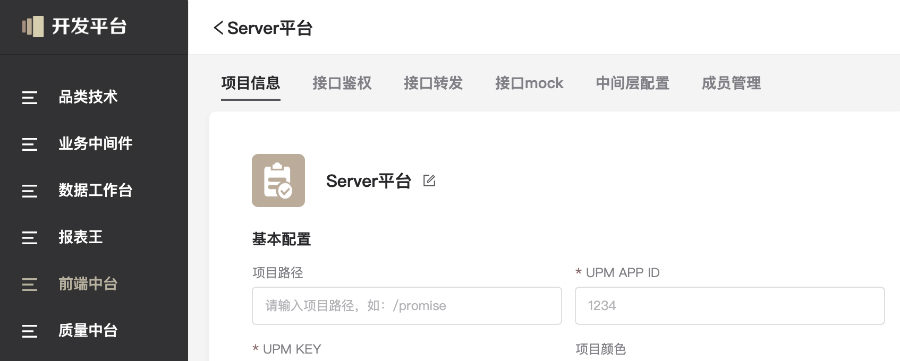 开发平台
Server平台
项目信息 接口鉴权 接口转发 接口mock 中间层配置 成员管理
品类技术
业务中间件
数据工作台
报表王
前端中台
质量中台
Server平台
基本配置
项目路径 * UPM APP ID
请输入项目路径，如：/promise 1234
* UPM KEY 项目颜色